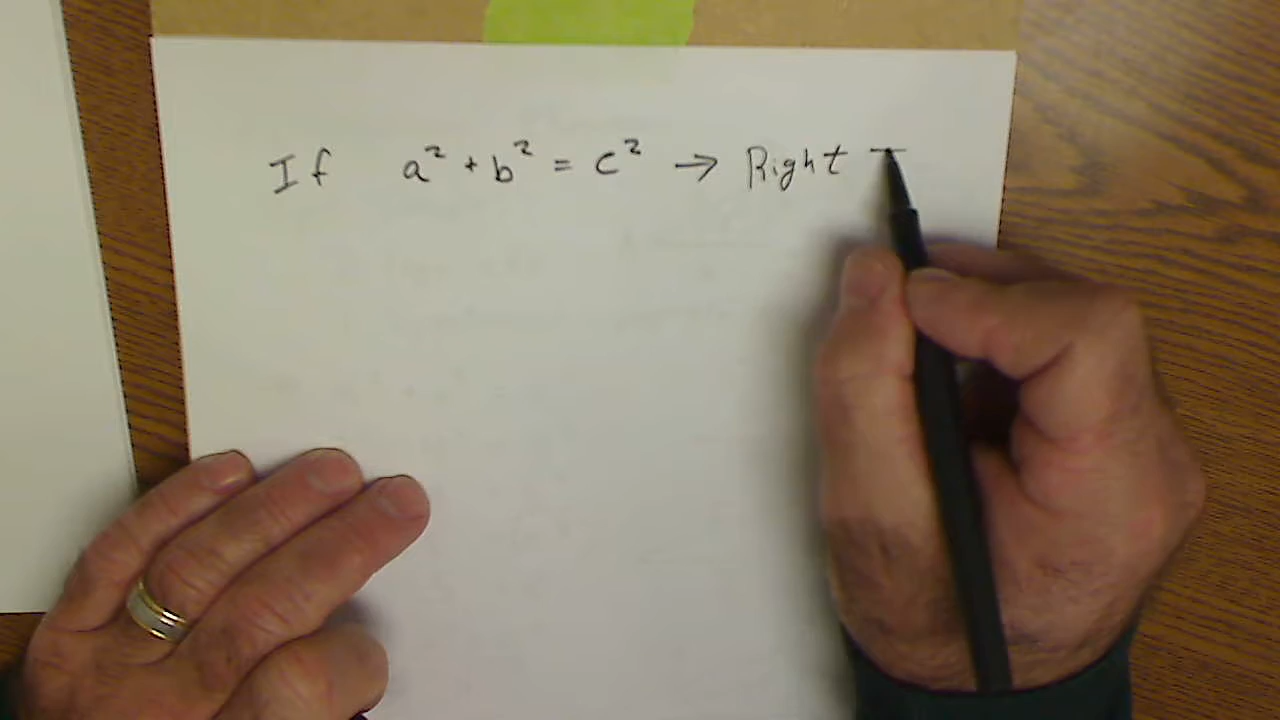 If a² + b² = c² → Right T